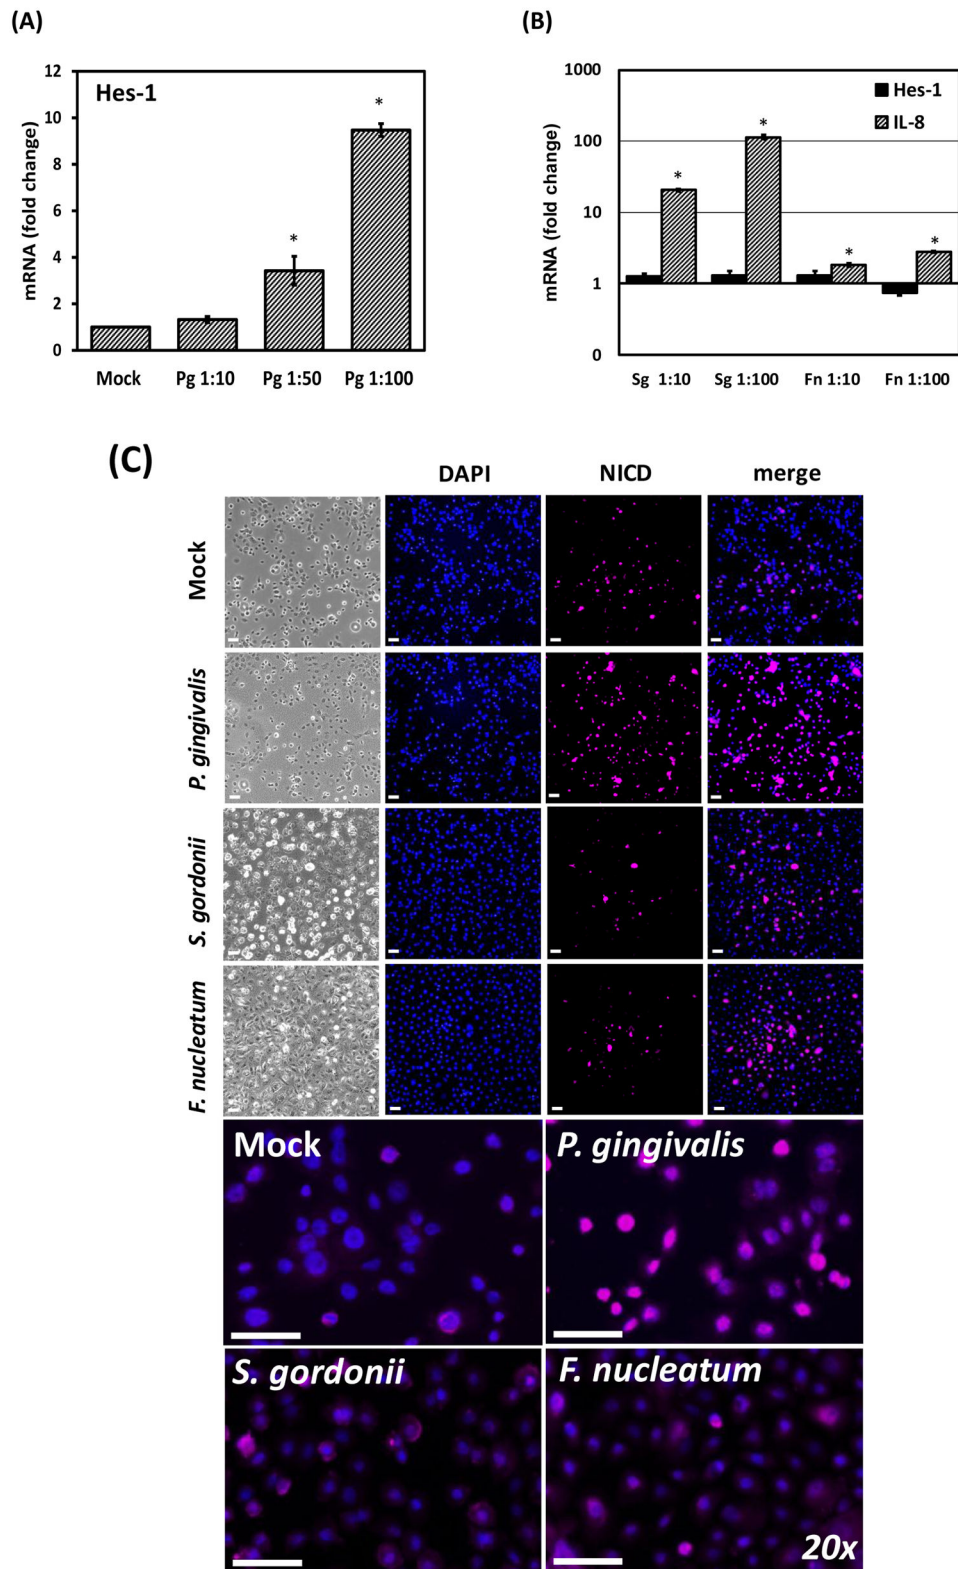 (A)
Hes-1
mRNA (fold change)
12
10
8
6
4
2
0
*
*
Mock Pg 1:10 Pg 1:50 Pg 1:100
(B)
Hes-1
IL-8
mRNA (fold change)
1000
100
10
1
0
*
*
*
*
Sg 1:10 Sg 1:100 Fn 1:10 Fn 1:100
(C)
DAPI NICD merge
Mock
P. gingivalis
S. gordonii
F. nucleatum
Mock
P. gingivalis
S. gordonii
F. nucleatum
20x